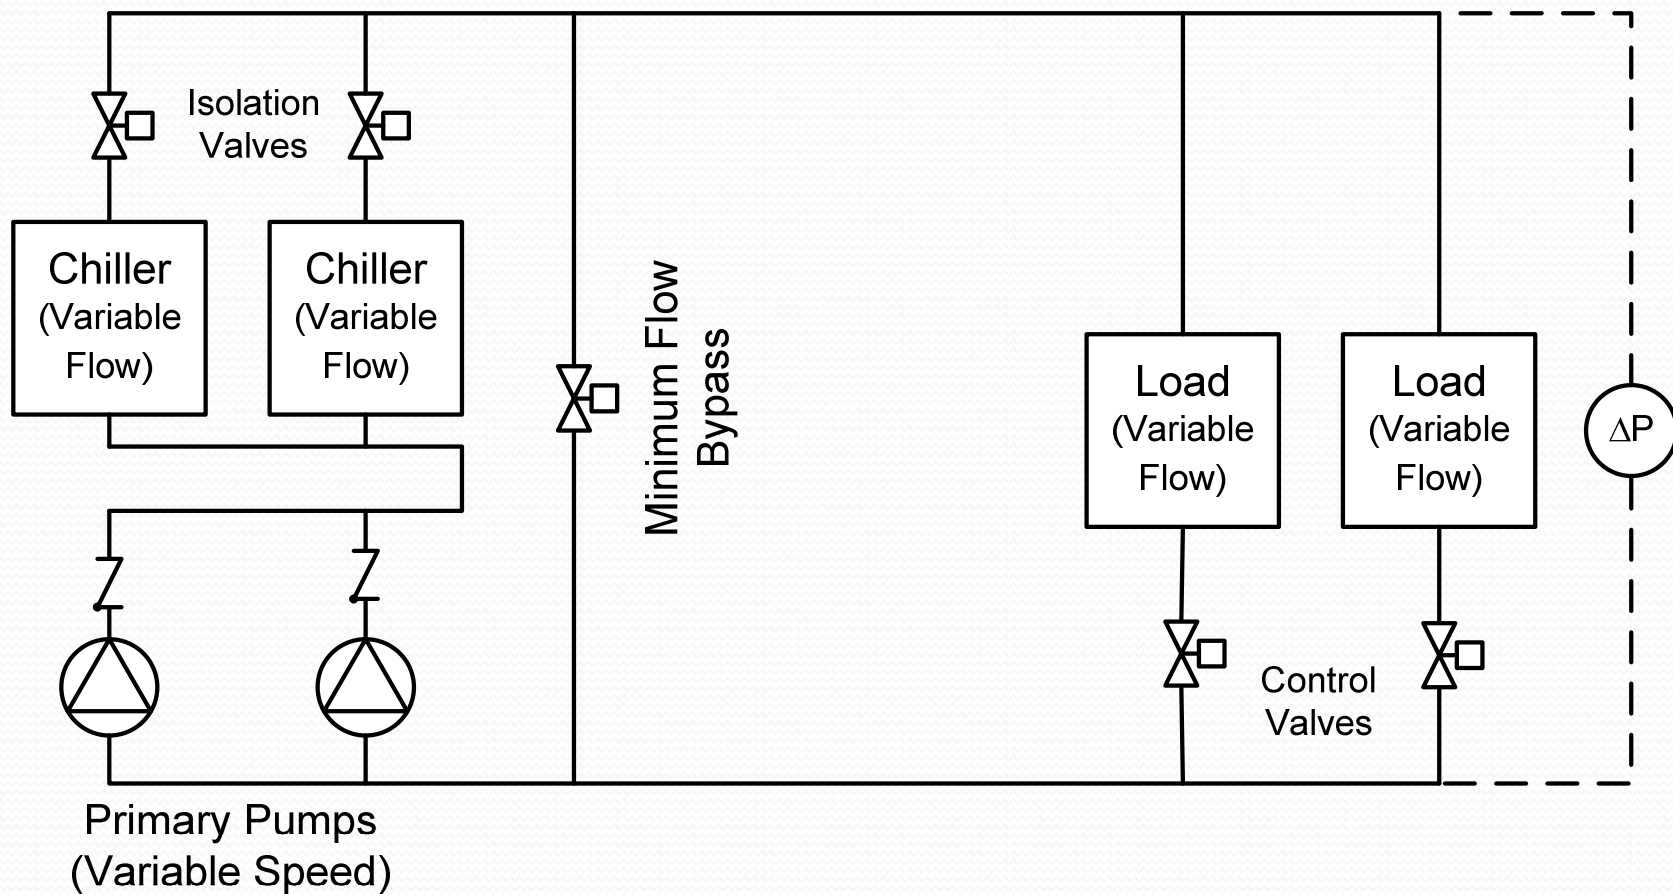 Isolation
Valves
Chiller
(Variable
Flow)
Chiller
(Variable
Flow)
Minimum Flow
Bypass
Load
(Variable
Flow)
Load
(Variable
Flow)
ΔP
Control
Valves
Primary Pumps
(Variable Speed)